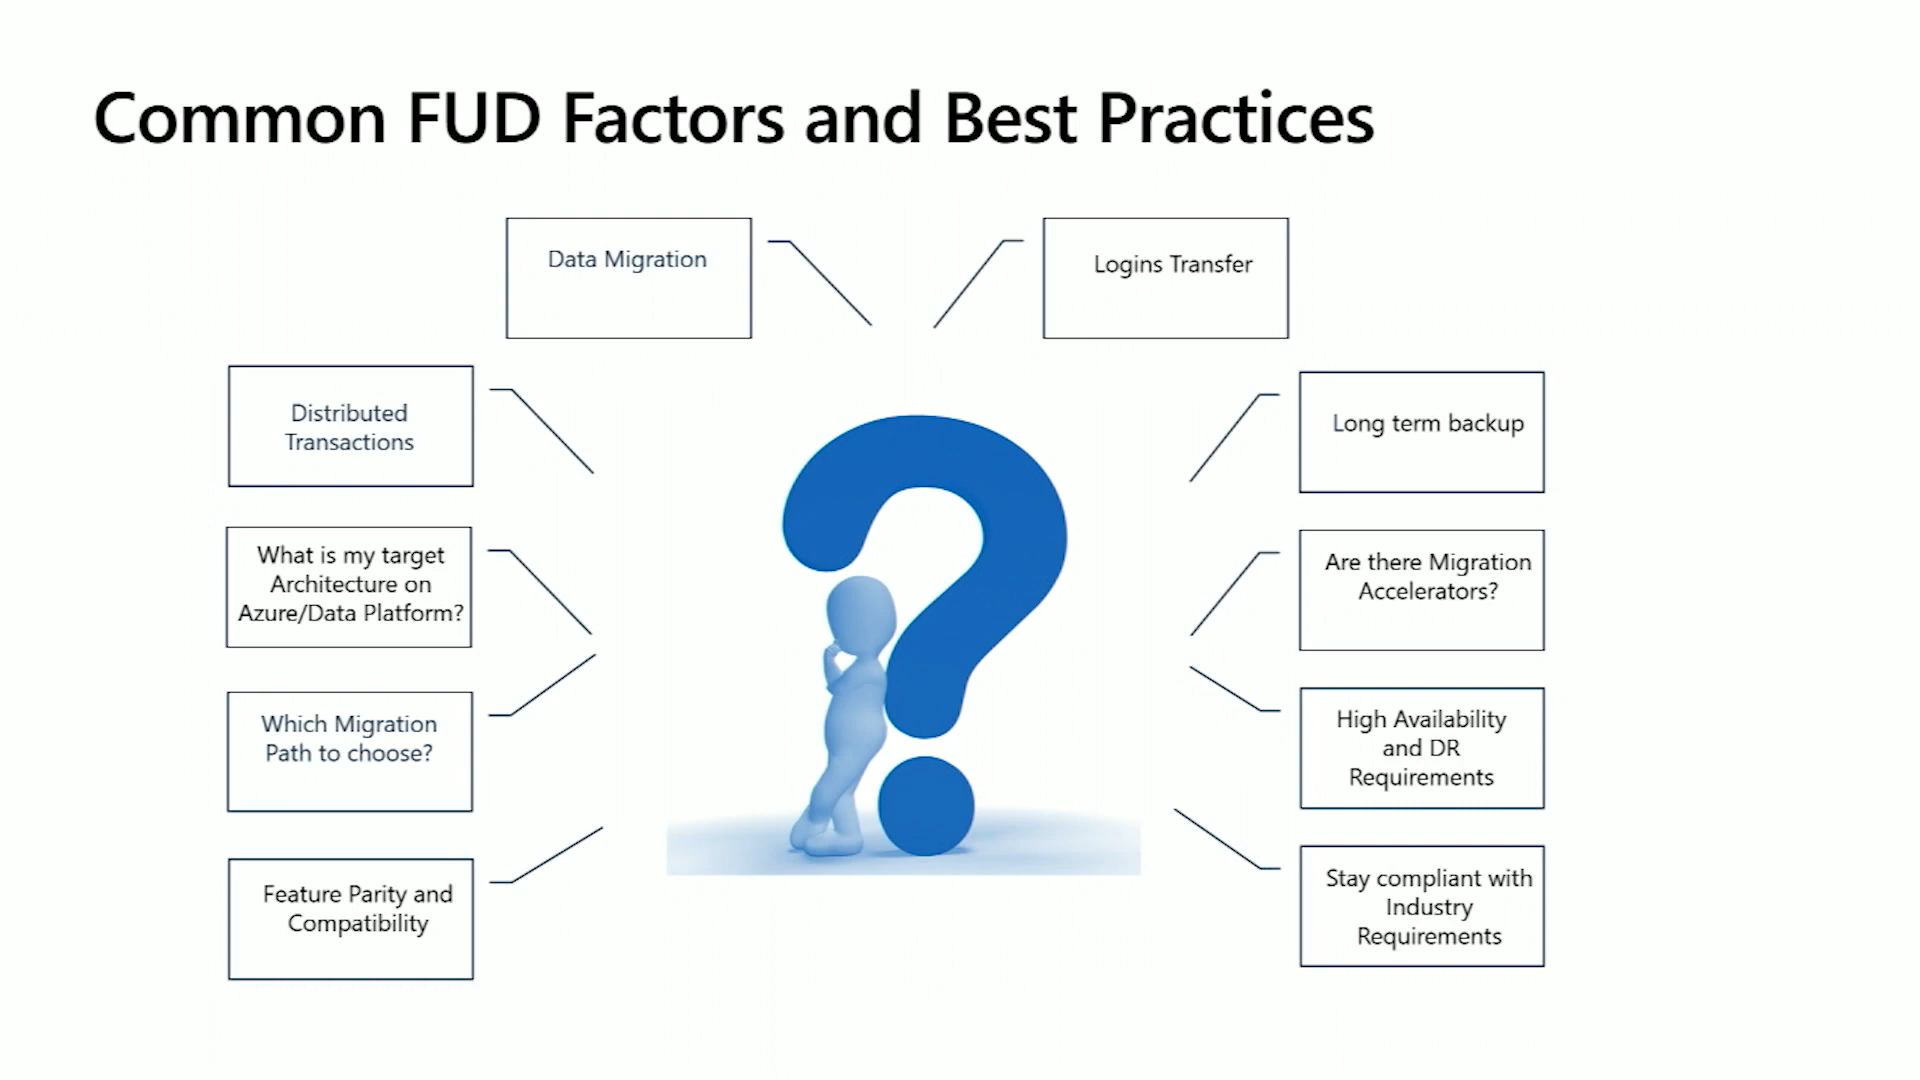 Common FUD Factors and Best Practices
Data Migration
Logins Transfer
Distributed
Transactions
Long term backup
What is my target
Architecture on
Azure/Data Platform?
Are there Migration
Accelerators?
Which Migration
Path to choose?
High Availability
and DR
Requirements
Feature Parity and
Compatibility
Stay compliant with
Industry
Requirements